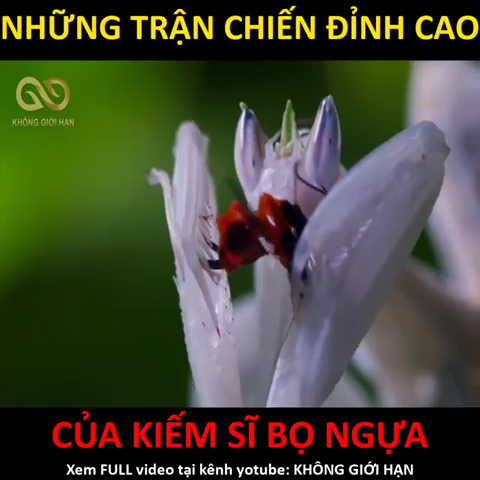 NHỮNG TRẬN CHIẾN ĐỈNH CAO
KHÔNG GIỚI HẠN
CỦA KIẾM SĨ BỌ NGỰA
Xem FULL video tại kênh yotube: KHÔNG GIỚI HẠN